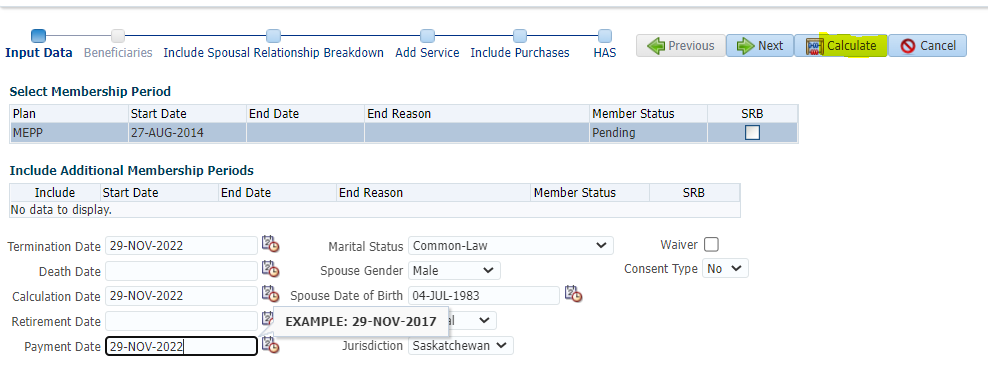 Input Data Beneficiaries Include Spousal Relationship Breakdown Add Service Include Purchases HAS Previous Next Calculate Cancel
Select Membership Period
Plan Start Date End Date End Reason Member Status SRB
MEPP 27-AUG-2014 Pending
Include Additional Membership Periods
Include Start Date End Date End Reason Member Status SRB
No data to display.
Termination Date 29-NOV-2022 Marital Status Common-Law Waiver
Death Date Spouse Gender Male Consent Type No
Calculation Date 29-NOV-2022 Spouse Date of Birth 04-JUL-1983
Retirement Date EXAMPLE: 29-NOV-2017
Payment Date 29-NOV-2022 Jurisdiction Saskatchewan